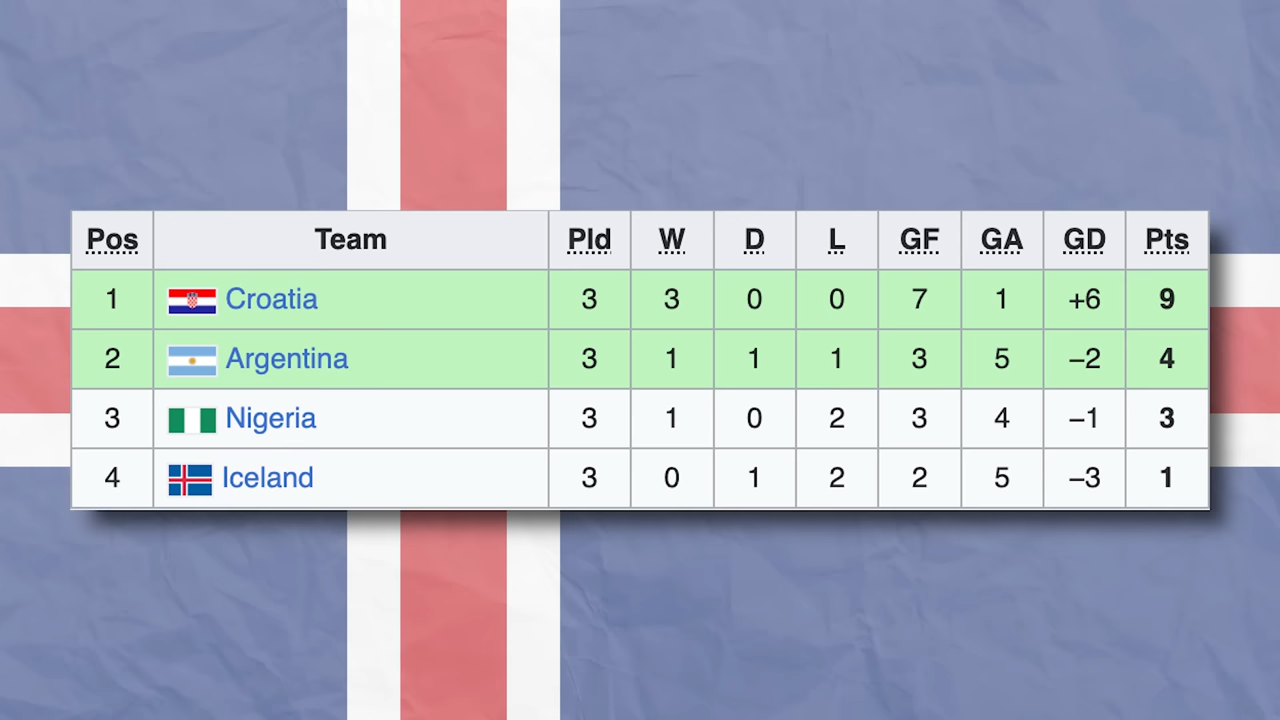 Pos Team Pld W D L GF GA GD Pts
1 Croatia 3 3 0 0 7 1 +6 9
2 Argentina 3 1 1 1 3 5 −2 4
3 Nigeria 3 1 0 2 3 4 −1 3
4 Iceland 3 0 1 2 2 5 −3 1